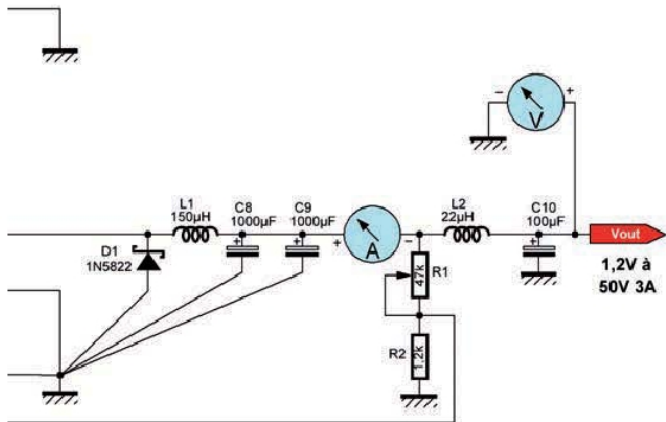 V
L1
150µH
C8
1000µF
C9
1000µF
L2
22µH
C10
100µF
A
D1
1N5822
Vout
1,2V à
50V 3A
R1
47k
R2
1,2k